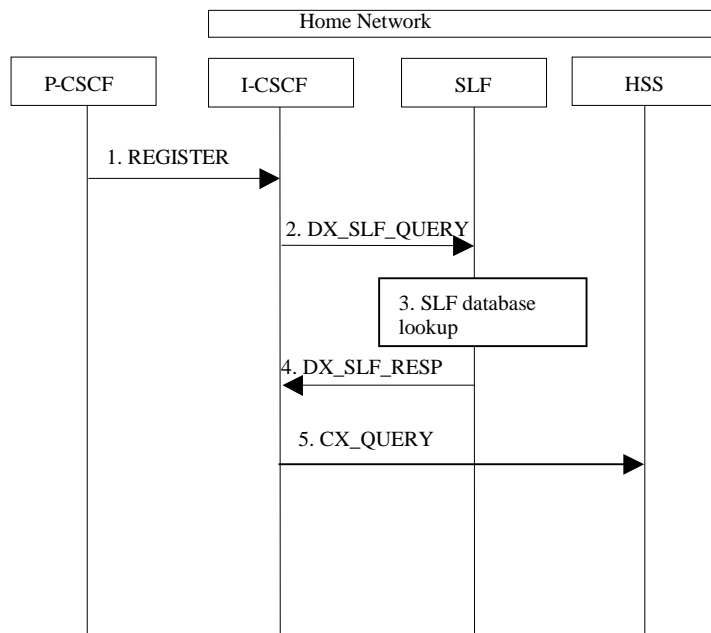 Home Network
P-CSCF
I-CSCF
SLF
HSS
1. REGISTER
2. DX_SLF_QUERY
3. SLF database
lookup
4. DX_SLF_RESP
5. CX_QUERY